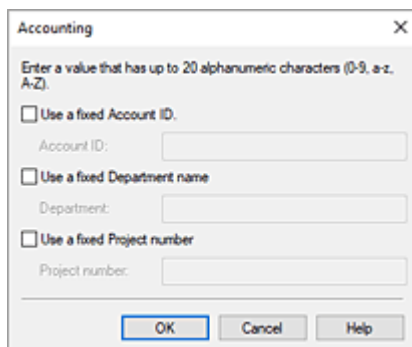 Accounting
Enter a value that has up to 20 alphanumeric characters (0-9, a-z,
A-Z).
Use a fixed Account ID.
Account ID:
Use a fixed Department name
Department:
Use a fixed Project number
Project number:
OK Cancel Help